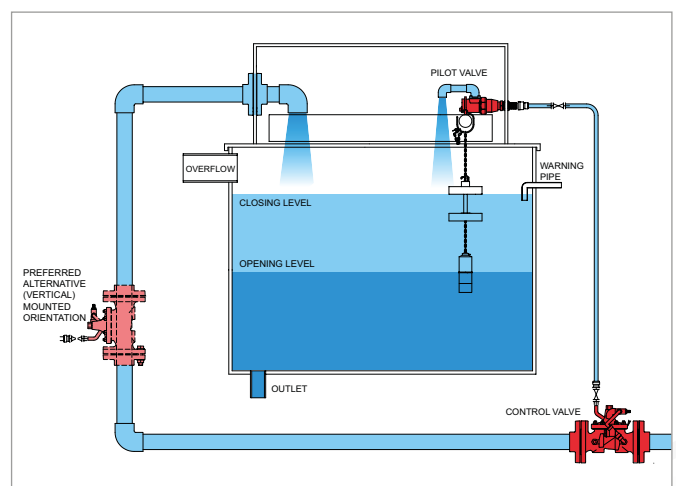 PILOT VALVE
OVERFLOW
WARNING
PIPE
CLOSING LEVEL
OPENING LEVEL
PREFERRED
ALTERNATIVE
(VERTICAL)
MOUNTED
ORIENTATION
OUTLET
CONTROL VALVE